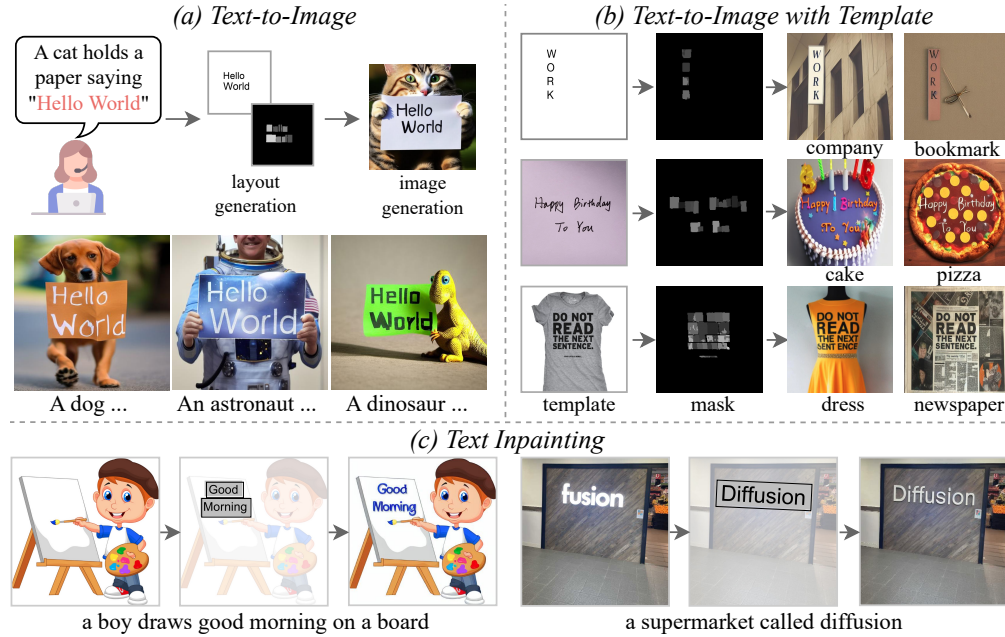 (a) Text-to-Image
A cat holds a
paper saying
"Hello World"
Hello
World
layout
generation
Hello
World
image
generation
Hello
World
Hello
World
Hello
World
A dog ...
An astronaut ...
A dinosaur ...
(b) Text-to-Image with Template
W
O
R
K
W
O
R
K
W
O
R
K
company
bookmark
Happy Birthday
To You
Happy Birthday
To You
Happy Birthday
To You
cake
pizza
DO NOT
READ
THE NEXT
SENTENCE.
DO NOT
READ
THE NEXT
SENT ENCE.
DO NOT
READ
THE NEXT
SENTENCE.
template
mask
dress
newspaper
(c) Text Inpainting
Good
Morning
Good
Morning
a boy draws good morning on a board
fusion
Diffusion
Diffusion
a supermarket called diffusion